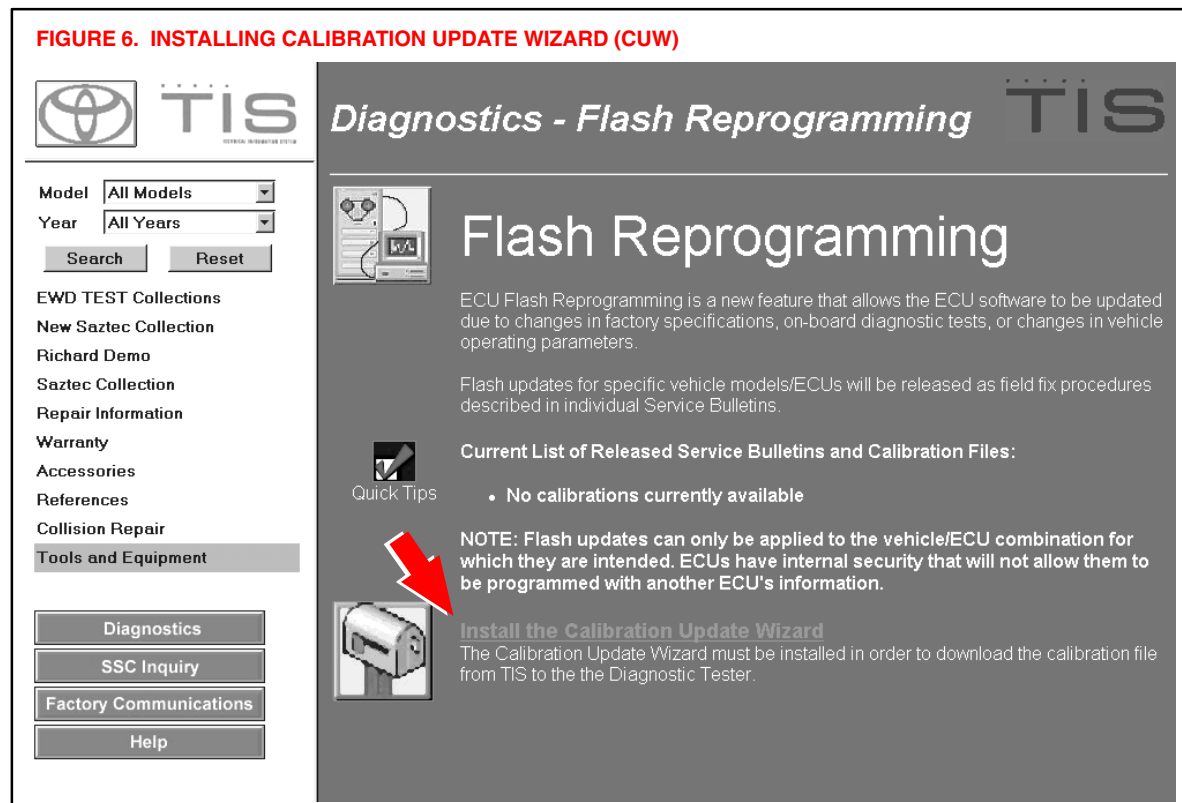 FIGURE 6. INSTALLING CALIBRATION UPDATE WIZARD (CUW)
TIS
Model All Models
Year All Years
Search Reset
EWD TEST Collections
New Saztec Collection
Richard Demo
Saztec Collection
Repair Information
Warranty
Accessories
References
Collision Repair
Tools and Equipment
Diagnostics
SSC Inquiry
Factory Communications
Help
Diagnostics - Flash Reprogramming
TIS
Flash Reprogramming
ECU Flash Reprogramming is a new feature that allows the ECU software to be updated
due to changes in factory specifications, on-board diagnostic tests, or changes in vehicle
operating parameters.
Flash updates for specific vehicle models/ECUs will be released as field fix procedures
described in individual Service Bulletins.
Quick Tips
Current List of Released Service Bulletins and Calibration Files:
• No calibrations currently available
NOTE: Flash updates can only be applied to the vehicle/ECU combination for
which they are intended. ECUs have internal security that will not allow them to
be programmed with another ECU's information.
Install the Calibration Update Wizard
The Calibration Update Wizard must be installed in order to download the calibration file
from TIS to the the Diagnostic Tester.